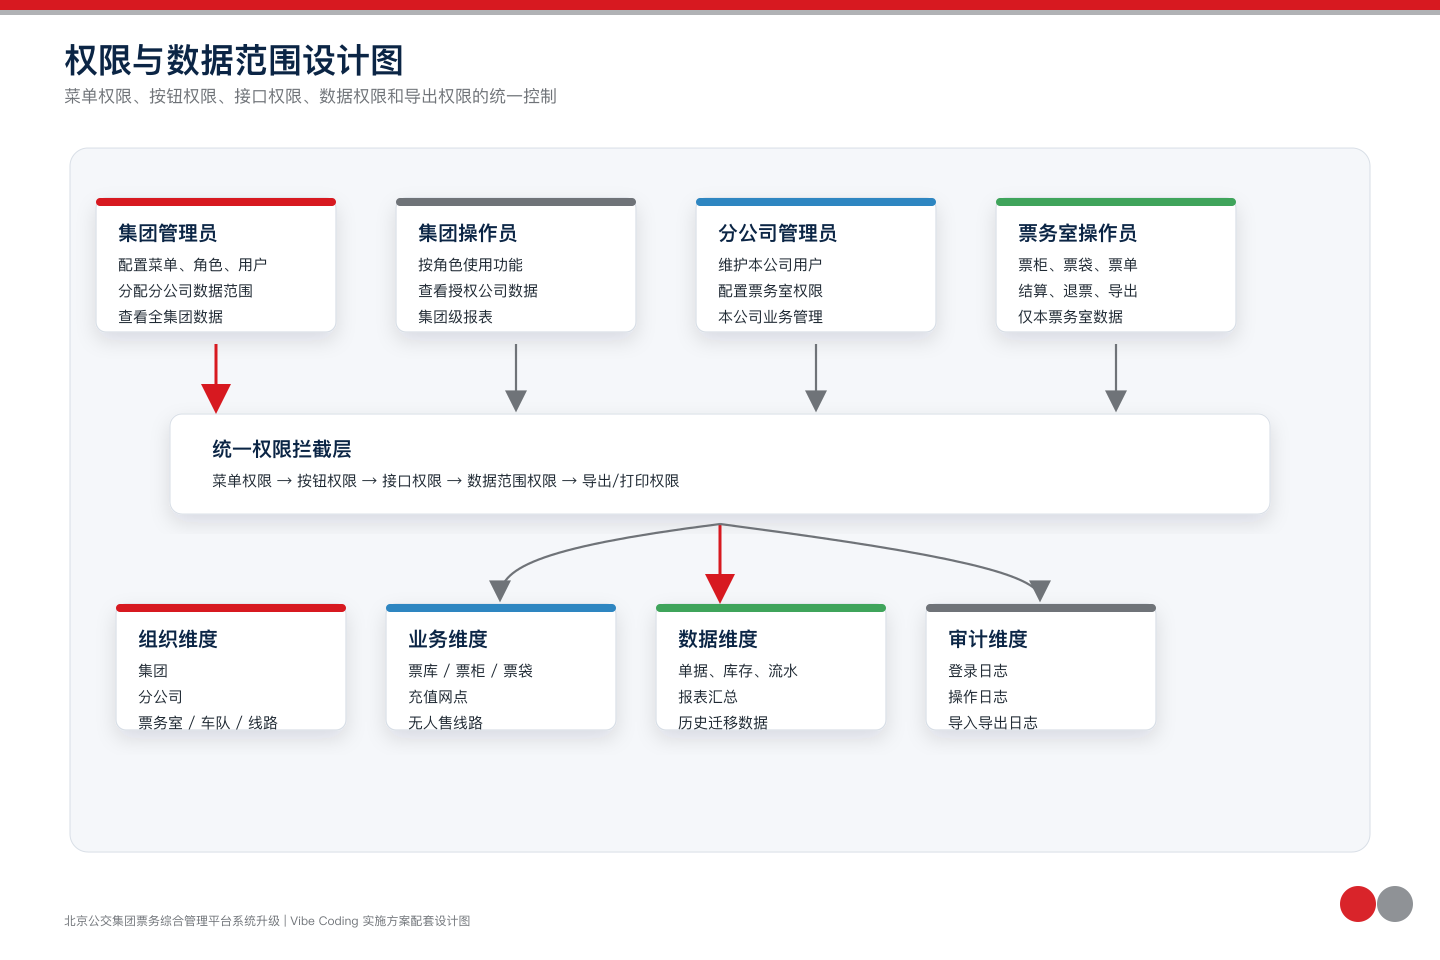 权限与数据范围设计图
菜单权限、按钮权限、接口权限、数据权限和导出权限的统一控制
集团管理员
配置菜单、角色、用户
分配分公司数据范围
查看全集团数据
集团操作员
按角色使用功能
查看授权公司数据
集团级报表
分公司管理员
维护本公司用户
配置票务室权限
本公司业务管理
票务室操作员
票柜、票袋、票单
结算、退票、导出
仅本票务室数据
统一权限拦截层
菜单权限 → 按钮权限 → 接口权限 → 数据范围权限 → 导出/打印权限
组织维度
集团
分公司
票务室 / 车队 / 线路
业务维度
票库 / 票柜 / 票袋
充值网点
无人售线路
数据维度
单据、库存、流水
报表汇总
历史迁移数据
审计维度
登录日志
操作日志
导入导出日志
北京公交集团票务综合管理平台系统升级 | Vibe Coding 实施方案配套设计图